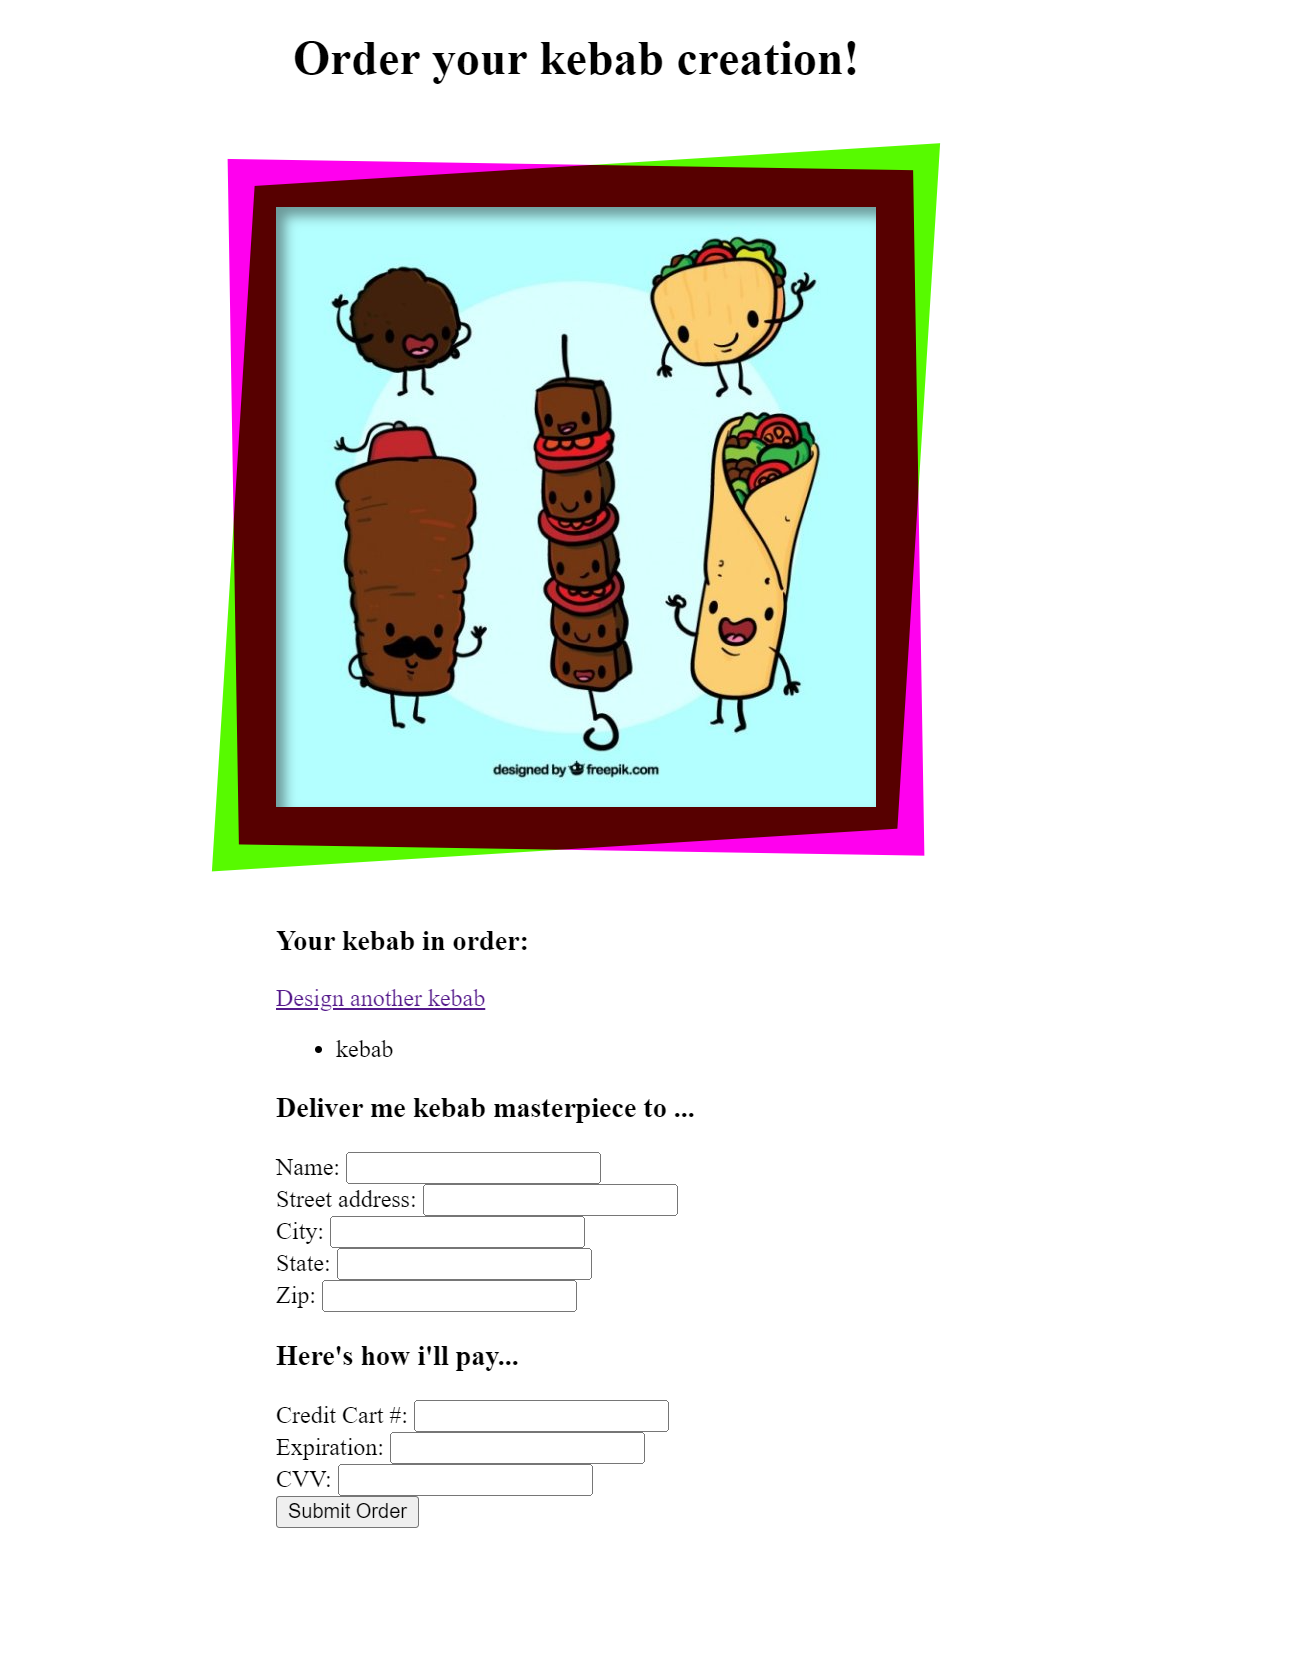 Order your kebab creation!
designed by freepik.com
Your kebab in order:
Design another kebab
• kebab
Deliver me kebab masterpiece to ...
Name:
Street address:
City:
State:
Zip:
Here's how i'll pay...
Credit Cart #:
Expiration:
CVV:
Submit Order